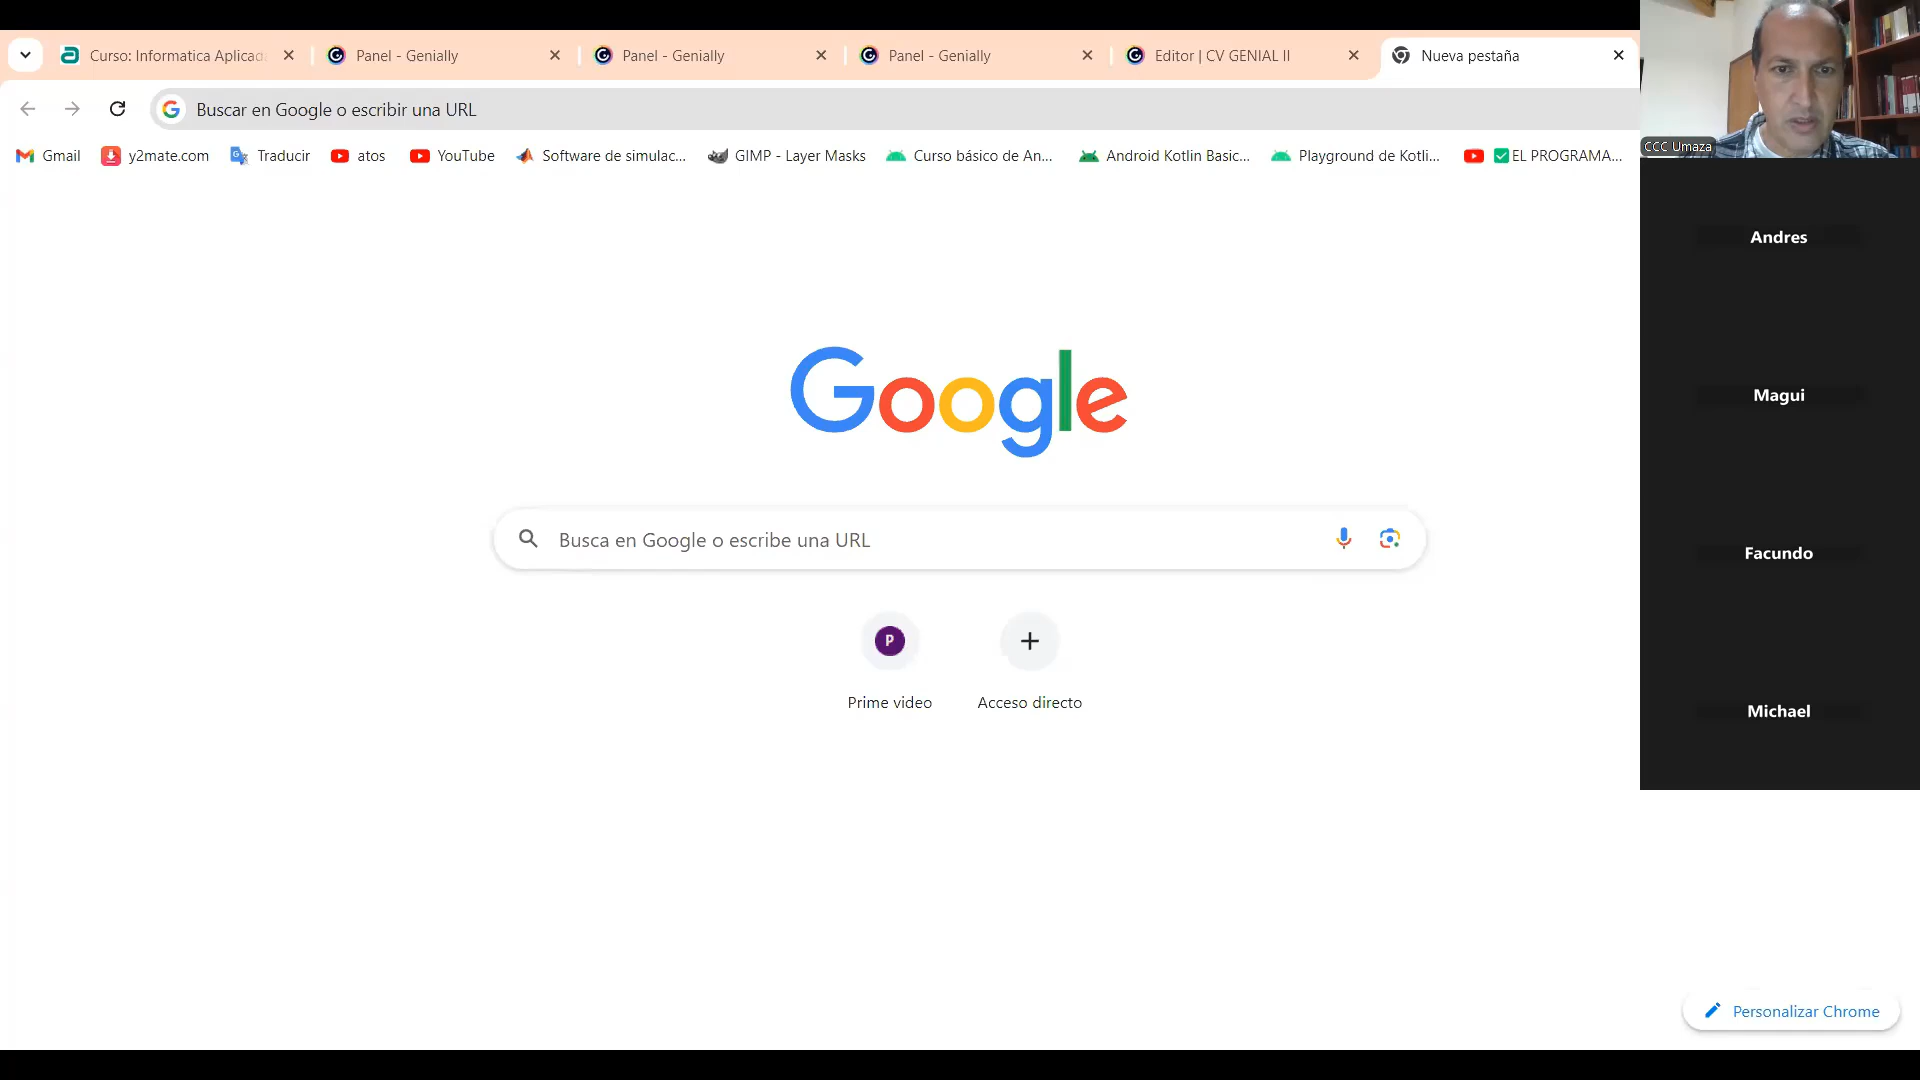 Curso: Informatica Aplicad
Panel - Genially
Panel - Genially
Panel - Genially
Editor | CV GENIAL II
Nueva pestaña
Buscar en Google o escribir una URL
Gmail
y2mate.com
Traducir
atos
YouTube
Software de simulac...
GIMP - Layer Masks
Curso básico de An...
Android Kotlin Basic...
Playground de Kotli...
✅EL PROGRAMA...
CCC Umaza
Andres
Magui
Facundo
Michael
Google
Busca en Google o escribe una URL
P
Prime video
Acceso directo
Personalizar Chrome